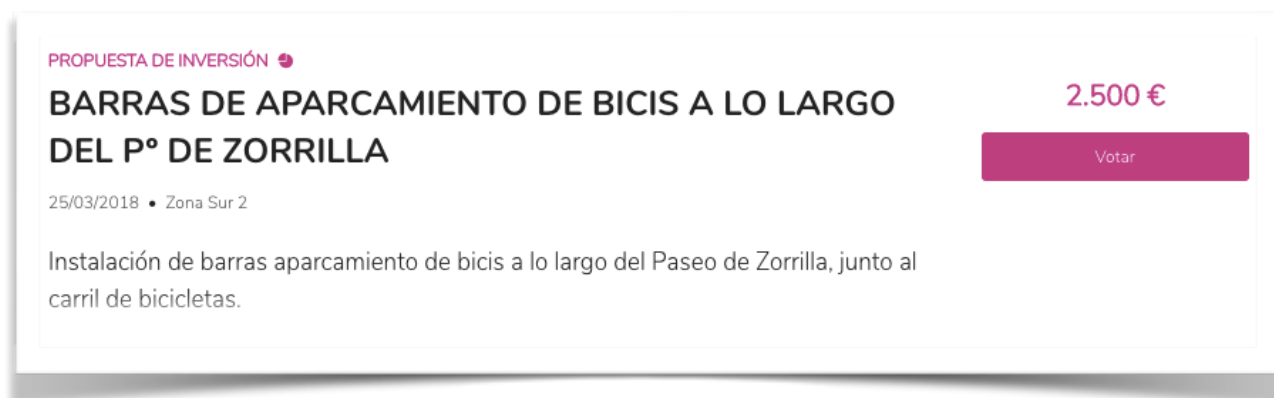 PROPUESTA DE INVERSIÓN
BARRAS DE APARCAMIENTO DE BICIS A LO LARGO
DEL Pº DE ZORRILLA
25/03/2018 • Zona Sur 2
Instalación de barras aparcamiento de bicis a lo largo del Paseo de Zorrilla, junto al
carril de bicicletas.
2.500 €
Votar